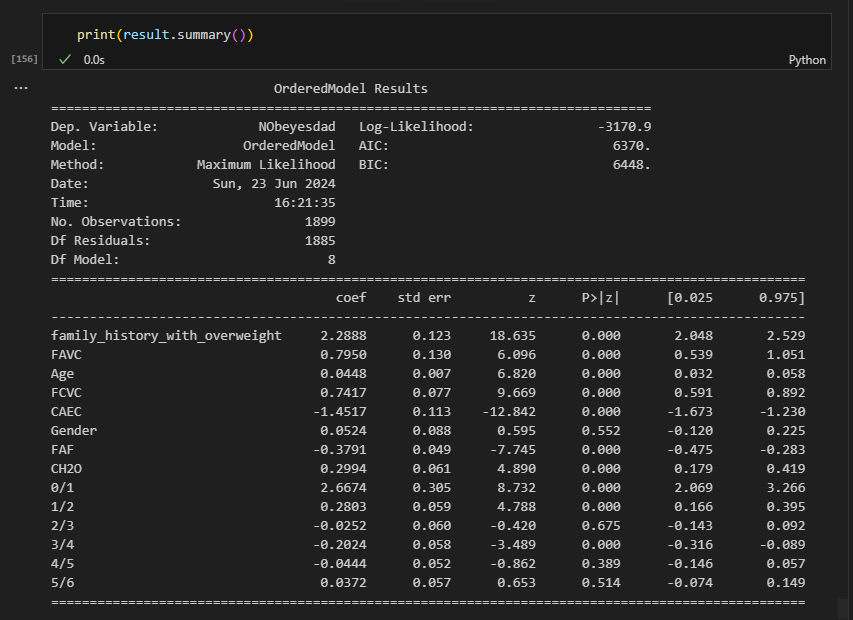 print(result.summary())
[156] ✓ 0.0s Python
...
OrderedModel Results
==============================================================================
Dep. Variable: NObeyesdad Log-Likelihood: -3170.9
Model: OrderedModel AIC: 6370.
Method: Maximum Likelihood BIC: 6448.
Date: Sun, 23 Jun 2024
Time: 16:21:35
No. Observations: 1899
Df Residuals: 1885
Df Model: 8
==================================================================================================
coef std err z P>|z| [0.025 0.975]
--------------------------------------------------------------------------------------------------
family_history_with_overweight 2.2888 0.123 18.635 0.000 2.048 2.529
FAVC 0.7950 0.130 6.096 0.000 0.539 1.051
Age 0.0448 0.007 6.820 0.000 0.032 0.058
FCVC 0.7417 0.077 9.669 0.000 0.591 0.892
CAEC -1.4517 0.113 -12.842 0.000 -1.673 -1.230
Gender 0.0524 0.088 0.595 0.552 -0.120 0.225
FAF -0.3791 0.049 -7.745 0.000 -0.475 -0.283
CH2O 0.2994 0.061 4.890 0.000 0.179 0.419
0/1 2.6674 0.305 8.732 0.000 2.069 3.266
1/2 0.2803 0.059 4.788 0.000 0.166 0.395
2/3 -0.0252 0.060 -0.420 0.675 -0.143 0.092
3/4 -0.2024 0.058 -3.489 0.000 -0.316 -0.089
4/5 -0.0444 0.052 -0.862 0.389 -0.146 0.057
5/6 0.0372 0.057 0.653 0.514 -0.074 0.149
==================================================================================================